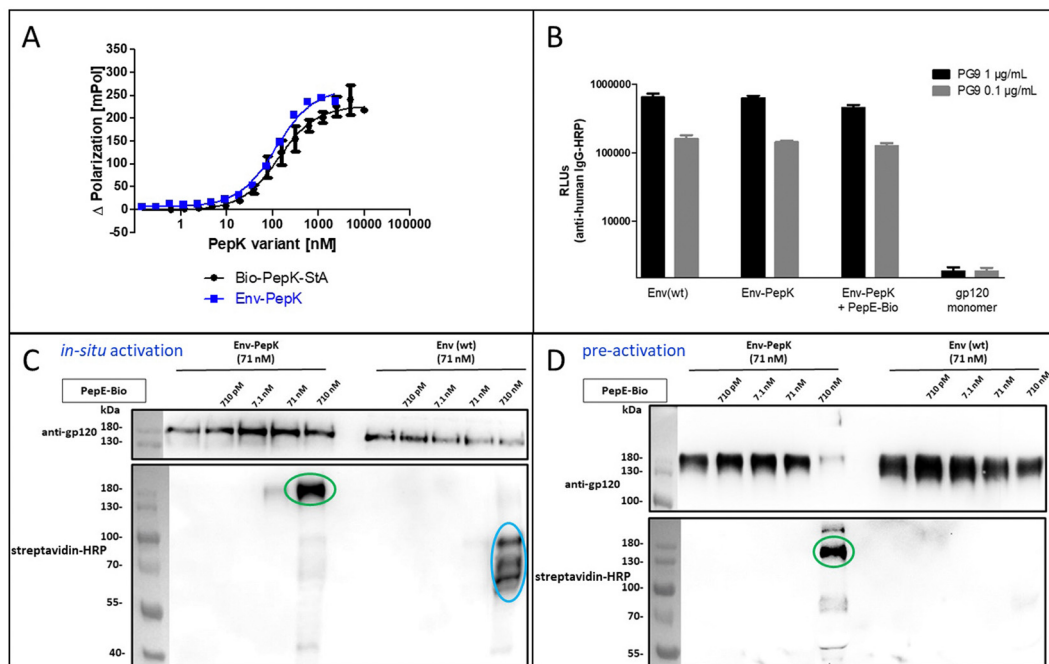 A
350
300
250
200
150
100
50
0
-50
Δ Polarization [mPol]
1 10 100 1000 10000 100000
PepK variant [nM]
Bio-PepK-StA
Env-PepK
B
PG9 1 µg/mL
PG9 0.1 µg/mL
1000000
100000
10000
RLUs
(anti-human IgG-HRP)
Env(wt) Env-PepK Env-PepK + PepE-Bio gp120 monomer
C
in-situ activation
Env-PepK
(71 nM)
Env (wt)
(71 nM)
PepE-Bio
710 pM 7.1 nM 71 nM 710 nM 710 pM 7.1 nM 71 nM 710 nM
kDa
180-
anti-gp120
130-
180-
130-
100-
streptavidin-HRP
70-
55-
40-
D
pre-activation
Env-PepK
(71 nM)
Env (wt)
(71 nM)
PepE-Bio
710 pM 7.1 nM 71 nM 710 nM 710 pM 7.1 nM 71 nM 710 nM
kDa
180-
130-
anti-gp120
100-
180-
130-
streptavidin-HRP
100-
70-
55-